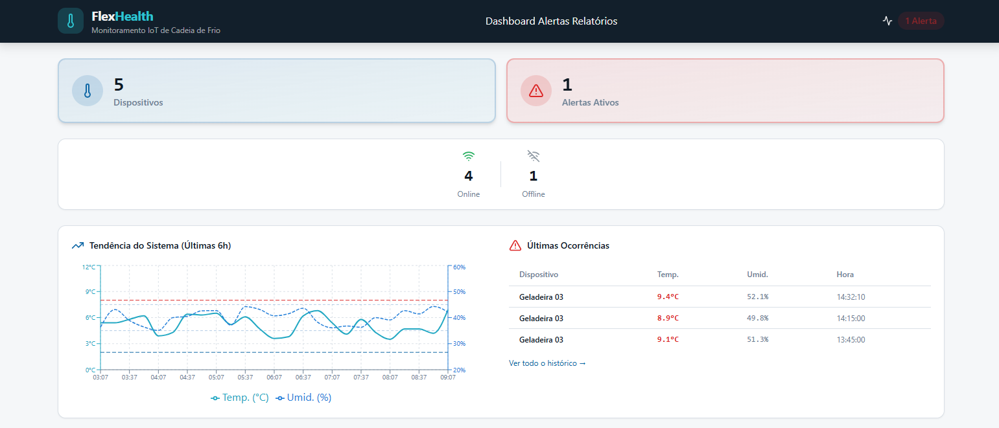 FlexHealth
Monitoramento IoT de Cadeia de Frio
Dashboard Alertas Relatórios
1 Alerta
5
Dispositivos
1
Alertas Ativos
4
Online
1
Offline
Tendência do Sistema (Últimas 6h)
12°C
9°C
6°C
3°C
0°C
60%
50%
40%
30%
20%
03:07 03:37 04:07 04:37 05:07 05:37 06:07 06:37 07:07 07:37 08:07 08:37 09:07
Temp. (°C) Umid. (%)
Últimas Ocorrências
Dispositivo Temp. Umid. Hora
Geladeira 03 9.4°C 52.1% 14:32:10
Geladeira 03 8.9°C 49.8% 14:15:00
Geladeira 03 9.1°C 51.3% 13:45:00
Ver todo o histórico →